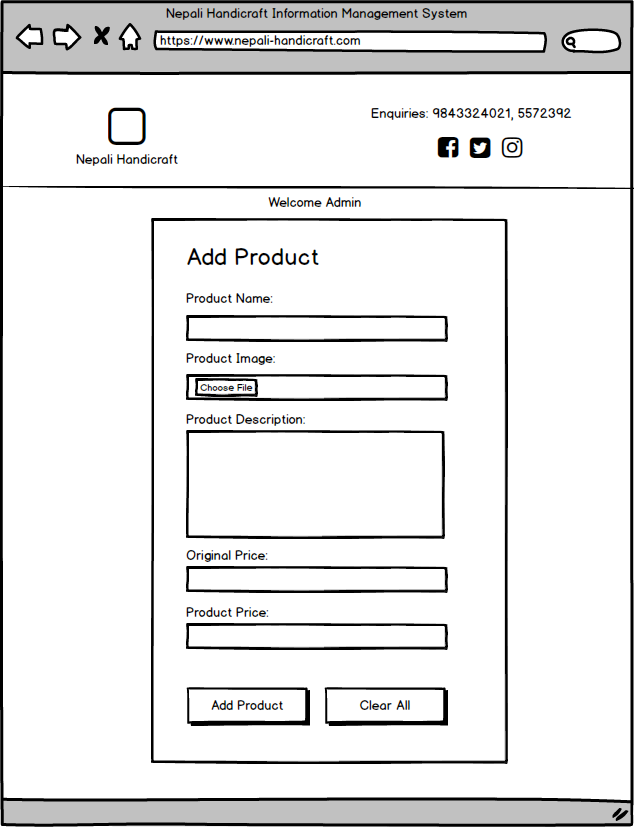 Nepali Handicraft Information Management System
https://www.nepali-handicraft.com
Enquiries: 9843324021, 5572392
Nepali Handicraft
Welcome Admin
Add Product
Product Name:
Product Image:
Choose File
Product Description:
Original Price:
Product Price:
Add Product
Clear All